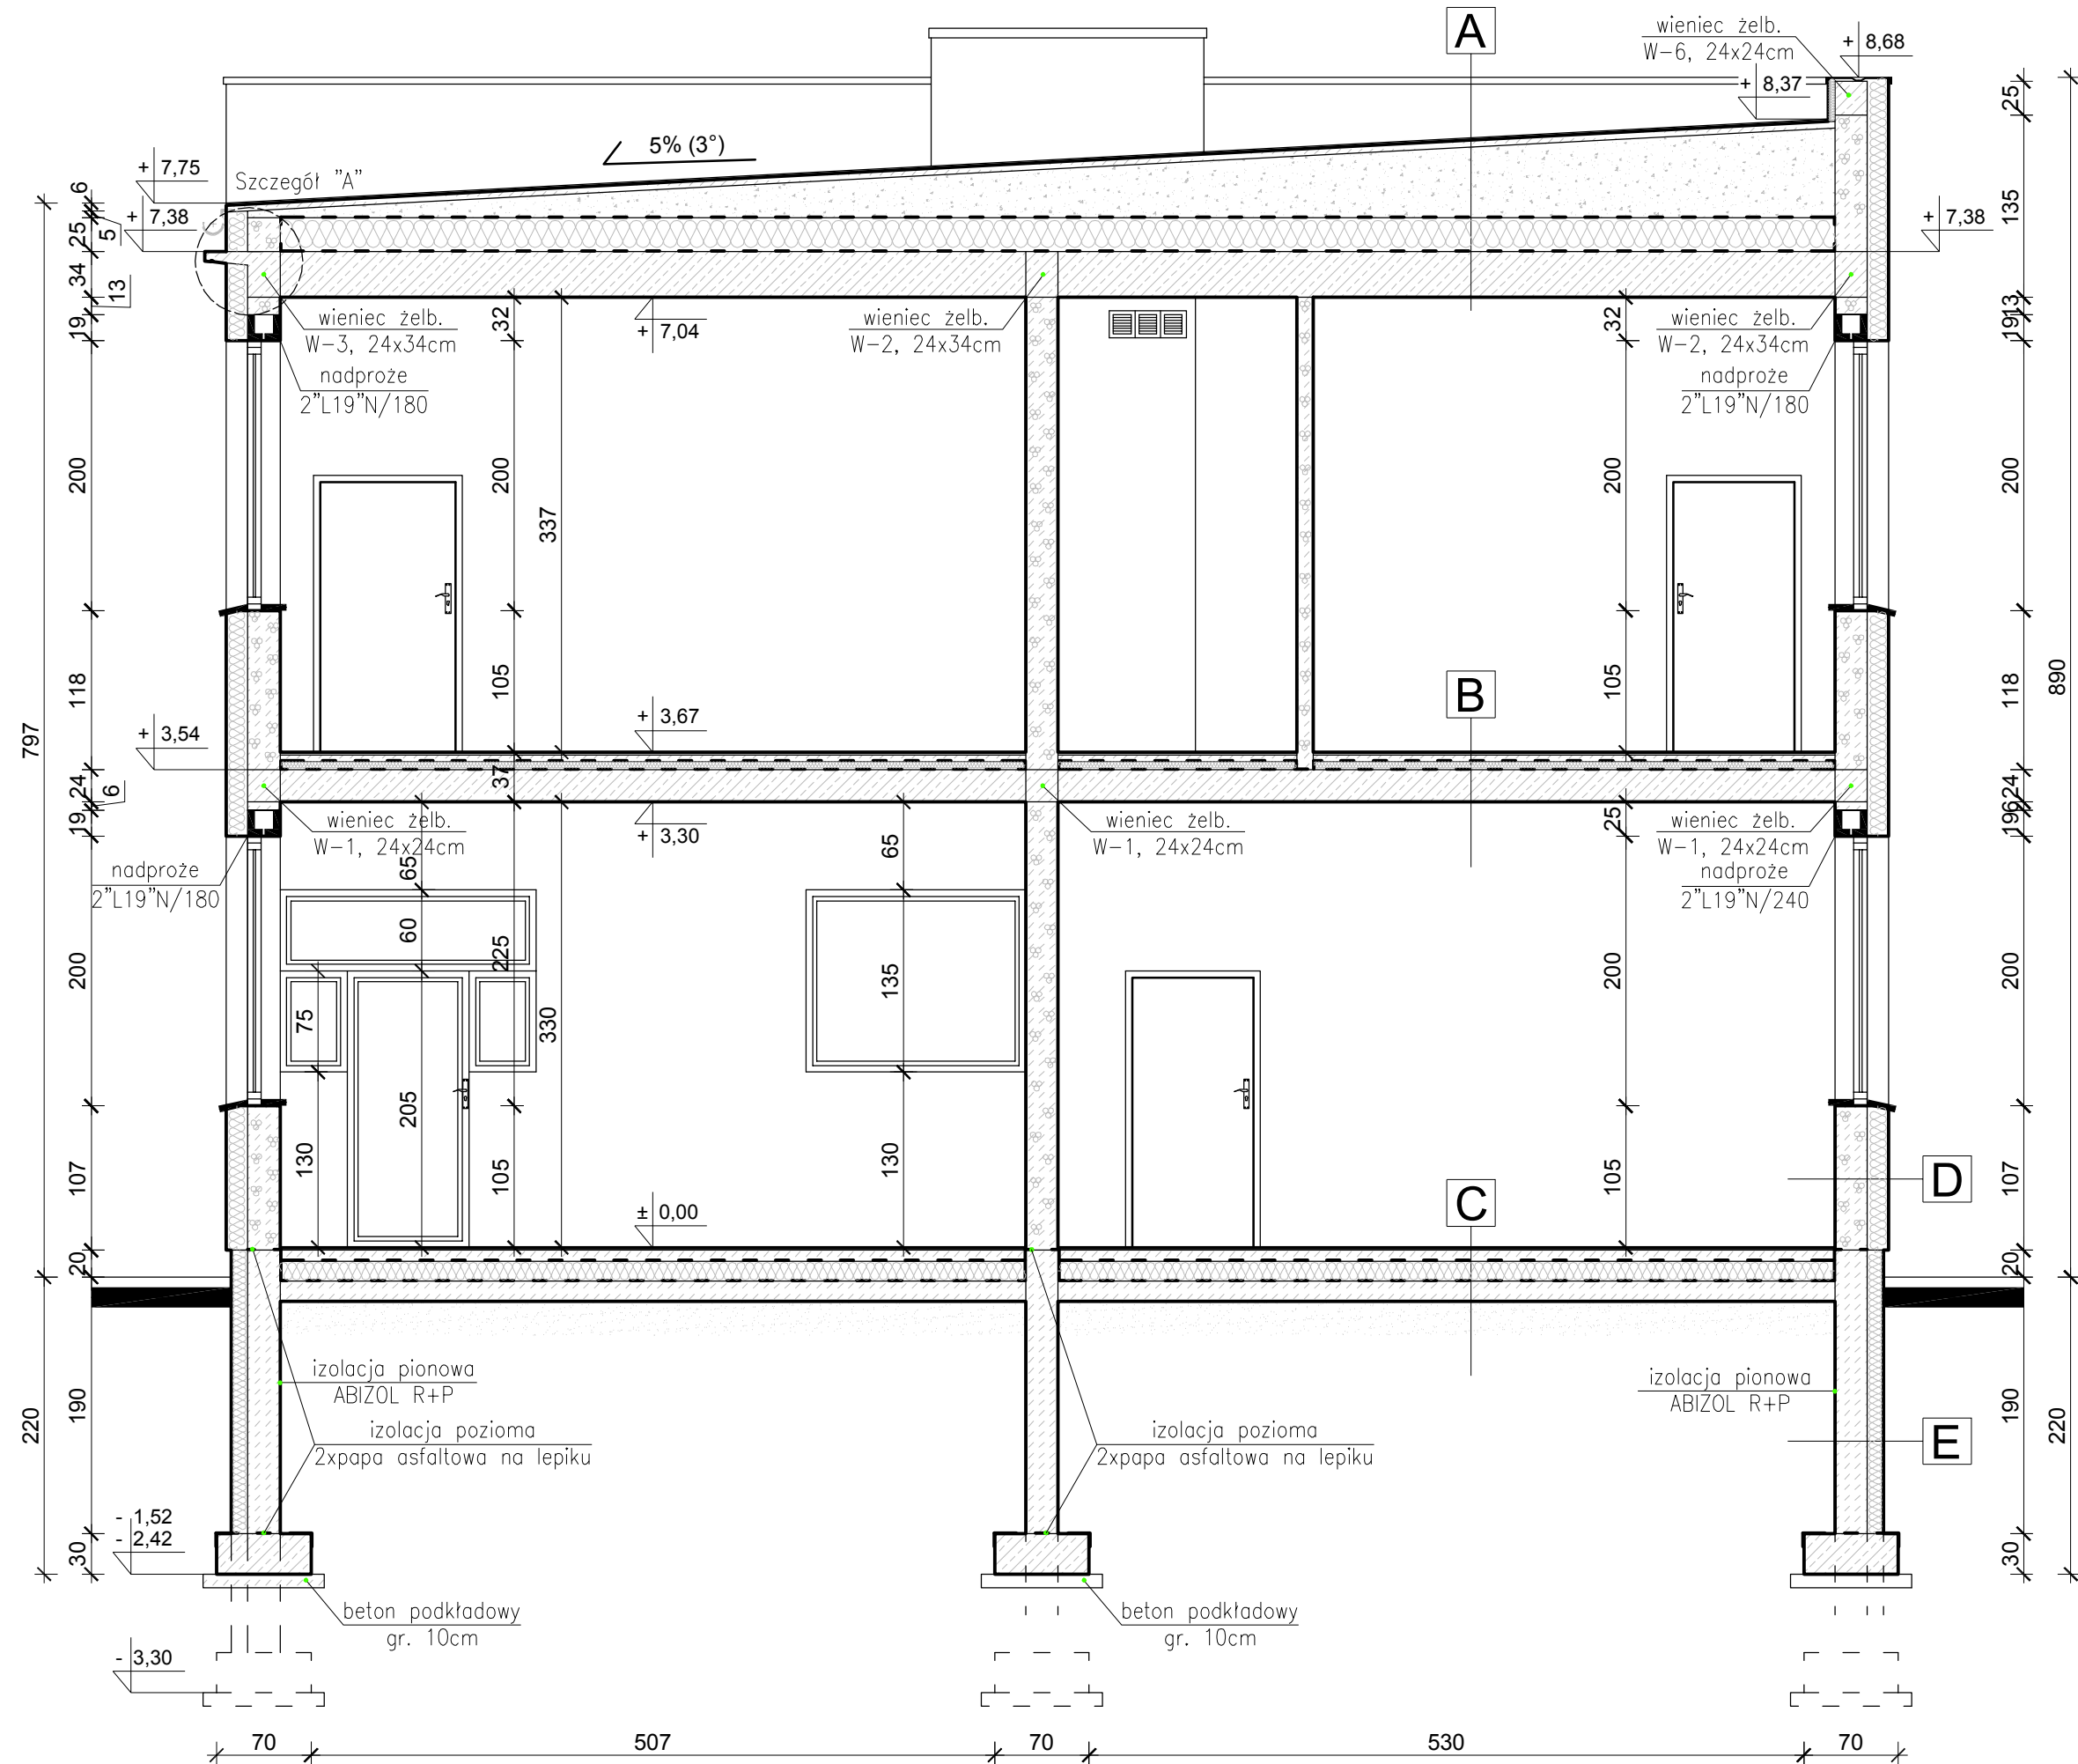 A
wieniec żelb.
W-6, 24x24cm
+ 8,68
+ 8,37
25
5% (3°)
+ 7,75
Szczegół "A"
6
+ 7,38
5
25
135
+ 7,38
34
13
19
wieniec żelb.
W-3, 24x34cm
nadproże
2"L19"N/180
32
+ 7,04
wieniec żelb.
W-2, 24x34cm
32
wieniec żelb.
W-2, 24x34cm
nadproże
2"L19"N/180
13
19
200
200
337
200
200
118
105
105
118
890
797
+ 3,67
B
+ 3,54
37
24
6
19
wieniec żelb.
W-1, 24x24cm
nadproże
2"L19"N/180
+ 3,30
65
65
wieniec żelb.
W-1, 24x24cm
25
wieniec żelb.
W-1, 24x24cm
nadproże
2"L19"N/240
24
6
19
200
60
225
135
200
200
75
330
205
130
105
130
105
107
107
± 0,00
C
D
20
20
izolacja pionowa
ABIZOL R+P
izolacja pozioma
2xpapa asfaltowa na lepiku
izolacja pozioma
2xpapa asfaltowa na lepiku
izolacja pionowa
ABIZOL R+P
190
220
190
220
E
- 1,52
- 2,42
30
30
beton podkładowy
gr. 10cm
beton podkładowy
gr. 10cm
- 3,30
70
507
70
530
70